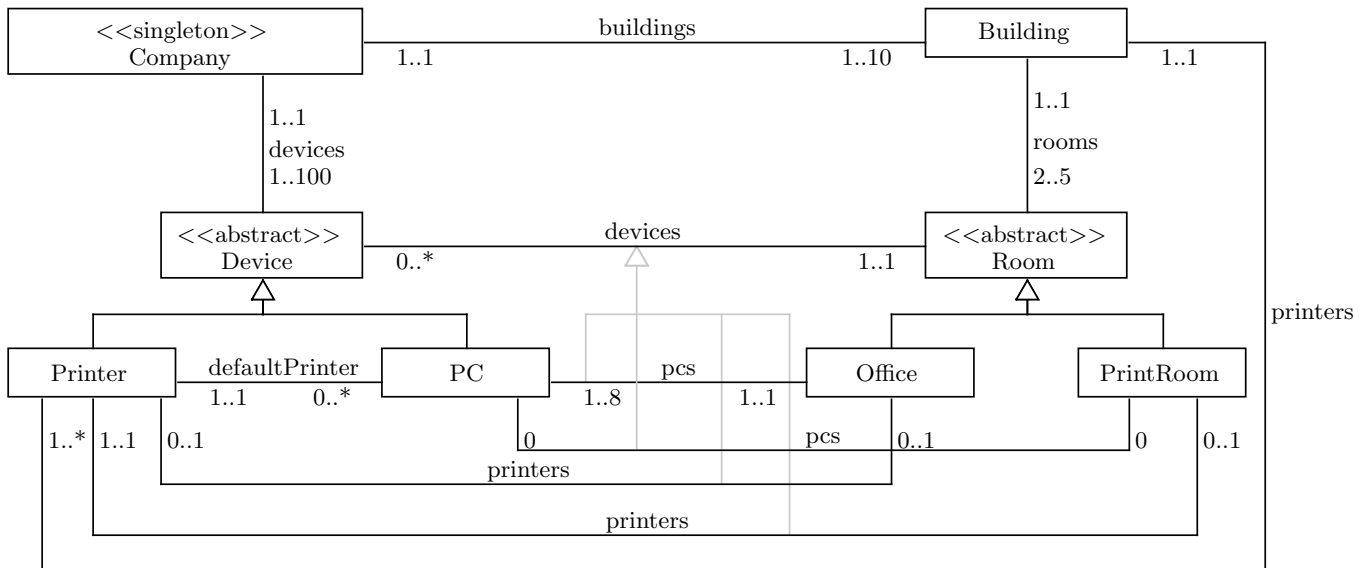 <<singleton>>
Company
buildings
1..1
1..10
Building
1..1
1..1
devices
1..100
1..1
rooms
2..5
<<abstract>>
Device
devices
0..*
1..1
<<abstract>>
Room
printers
Printer
defaultPrinter
1..1
0..*
PC
pcs
1..8
1..1
Office
PrintRoom
1..*
1..1
0..1
0
pcs
0..1
0
0..1
printers
printers